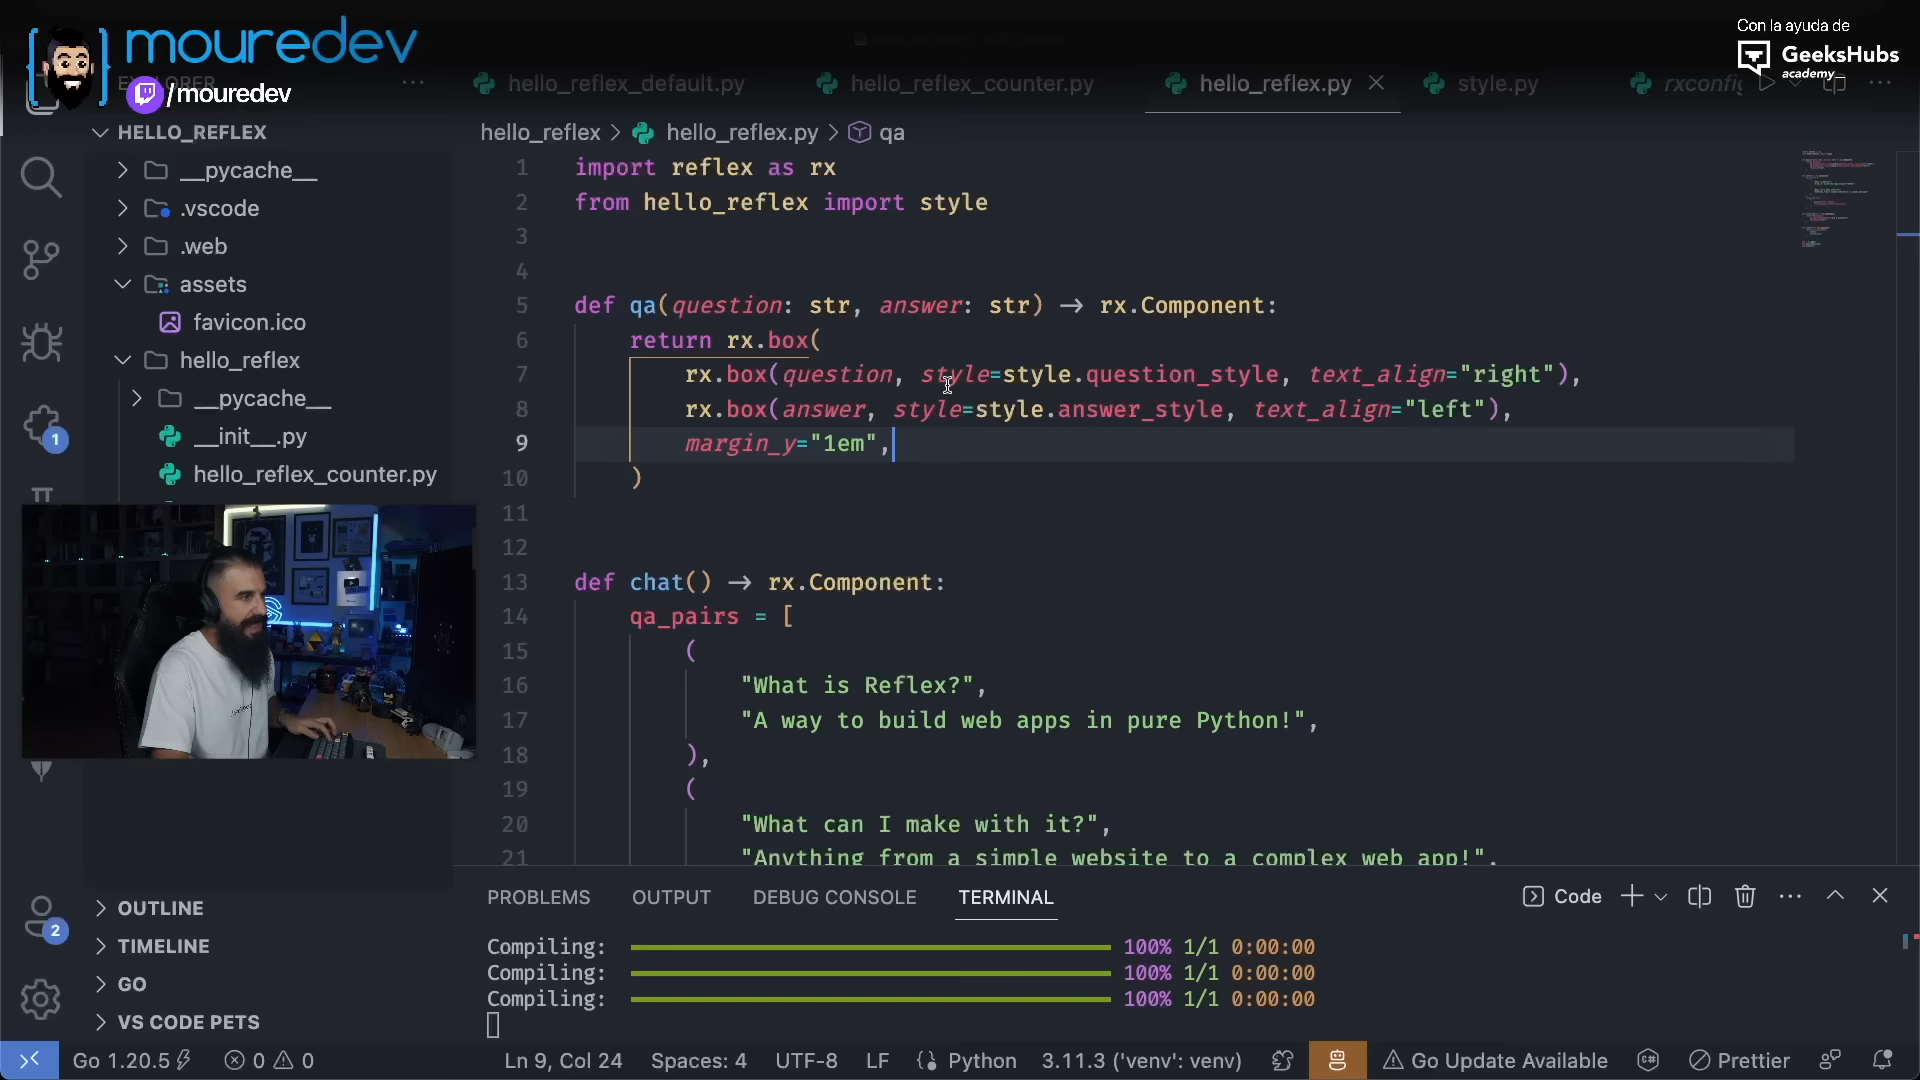 mouredev
/mouredev
Con la ayuda de
GeeksHubs
academy_
EXPLORER
hello_reflex_default.py
hello_reflex_counter.py
hello_reflex.py
style.py
rxconfig
HELLO_REFLEX
__pycache__
.vscode
.web
assets
favicon.ico
hello_reflex
__pycache__
__init__.py
hello_reflex_counter.py
1
2
OUTLINE
TIMELINE
GO
VS CODE PETS
hello_reflex > hello_reflex.py > qa
1 import reflex as rx
2 from hello_reflex import style
3
4
5 def qa(question: str, answer: str) → rx.Component:
6 return rx.box(
7 rx.box(question, style=style.question_style, text_align="right"),
8 rx.box(answer, style=style.answer_style, text_align="left"),
9 margin_y="1em",
10 )
11
12
13 def chat() → rx.Component:
14 qa_pairs = [
15 (
16 "What is Reflex?",
17 "A way to build web apps in pure Python!",
18 ),
19 (
20 "What can I make with it?",
21 "Anything from a simple website to a complex web app!",
PROBLEMS OUTPUT DEBUG CONSOLE TERMINAL
Code
Compiling: 100% 1/1 0:00:00
Compiling: 100% 1/1 0:00:00
Compiling: 100% 1/1 0:00:00
Go 1.20.5 0 0
Ln 9, Col 24 Spaces: 4 UTF-8 LF Python 3.11.3 ('venv': venv) Go Update Available Prettier